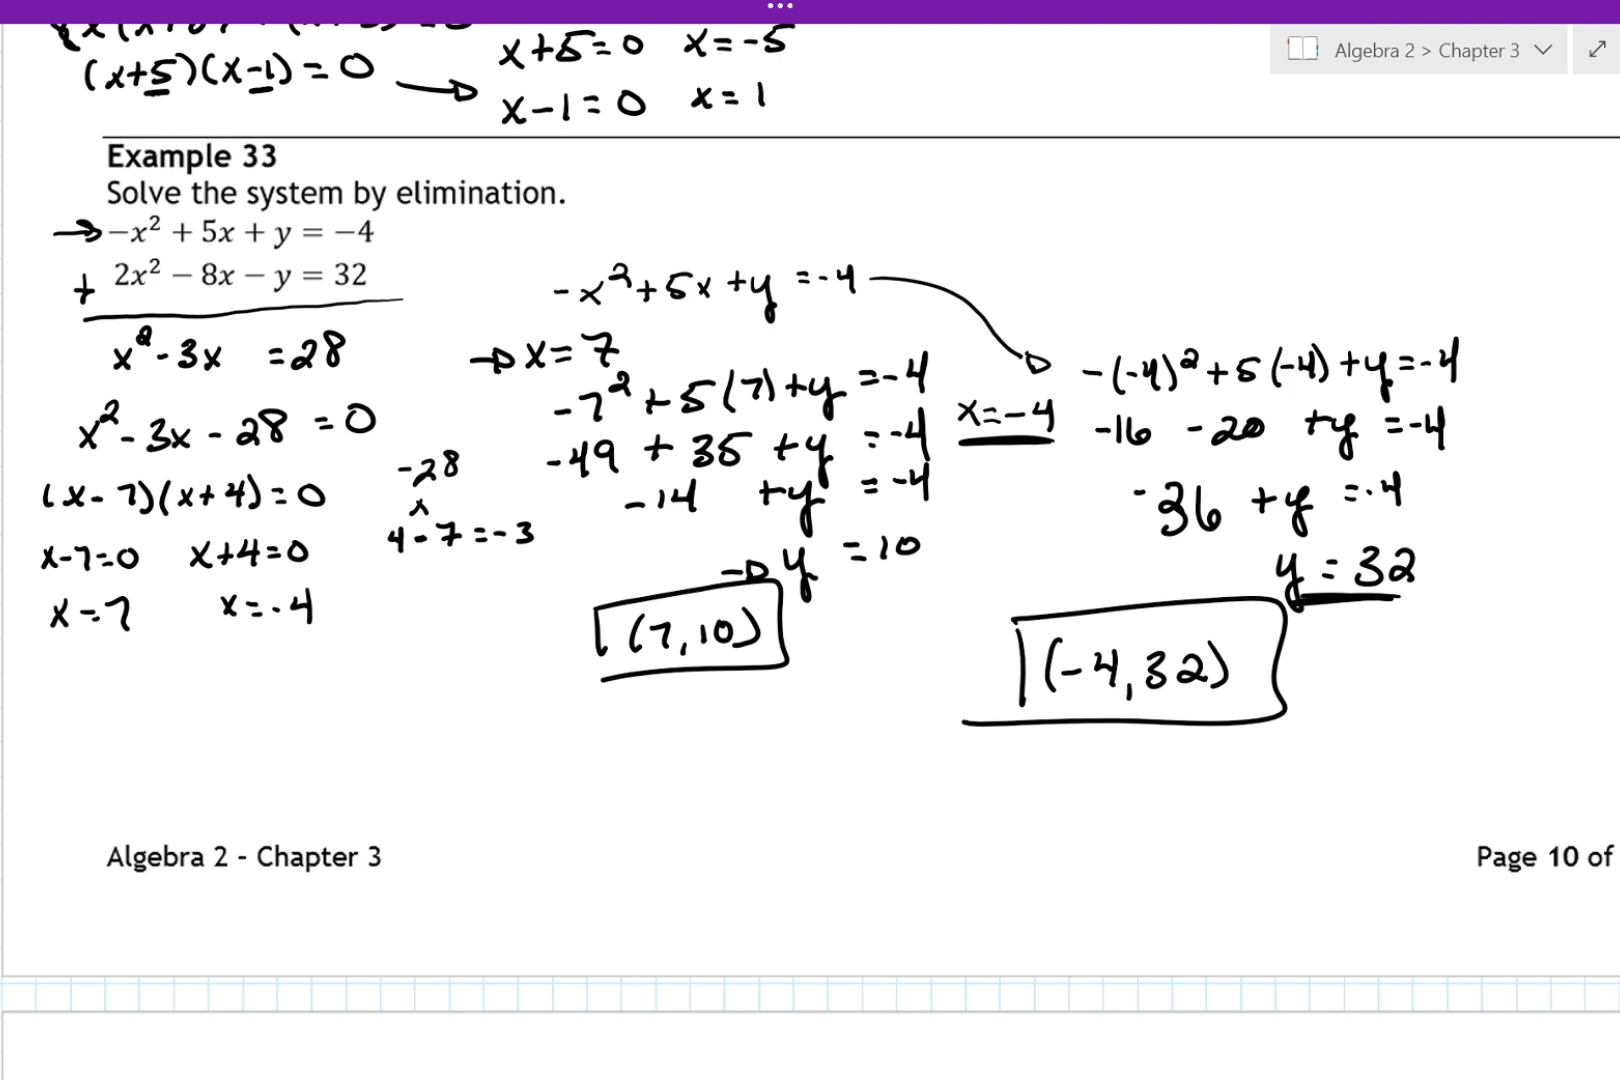 Algebra 2 > Chapter 3
(x+5)(x-1) = 0
x+5=0 x=-5
x-1=0 x=1
Example 33
Solve the system by elimination.
−x² + 5x + y = −4
+ 2x² − 8x − y = 32
x²-3x =28
x²-3x-28 =0
(x-7)(x+4)=0
x-7=0 x+4=0
x=7 x=-4
-28
4-7=-3
-x²+5x+y=-4
x=7
-7²+5(7)+y=-4
-49+35+y=-4
-14 +y=-4
y=10
(7,10)
x=-4
-(-4)²+5(-4)+y=-4
-16 -20 +y=-4
-36 +y=-4
y=32
(-4,32)
Algebra 2 - Chapter 3
Page 10 of